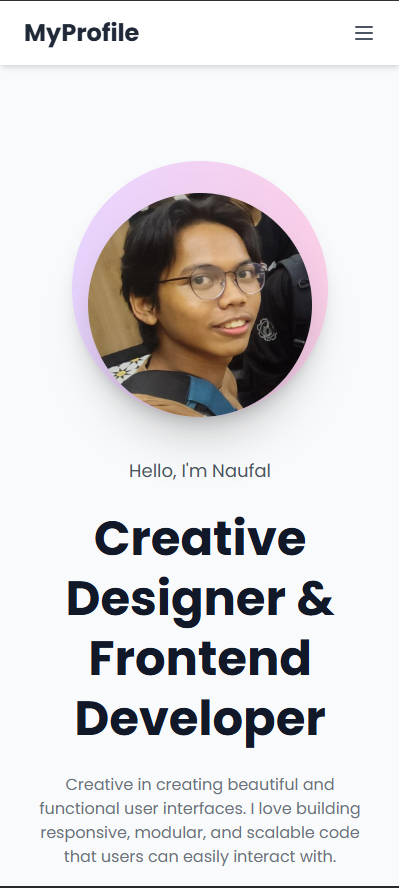 MyProfile
Hello, I'm Naufal
Creative
Designer &
Frontend
Developer
Creative in creating beautiful and
functional user interfaces. I love building
responsive, modular, and scalable code
that users can easily interact with.